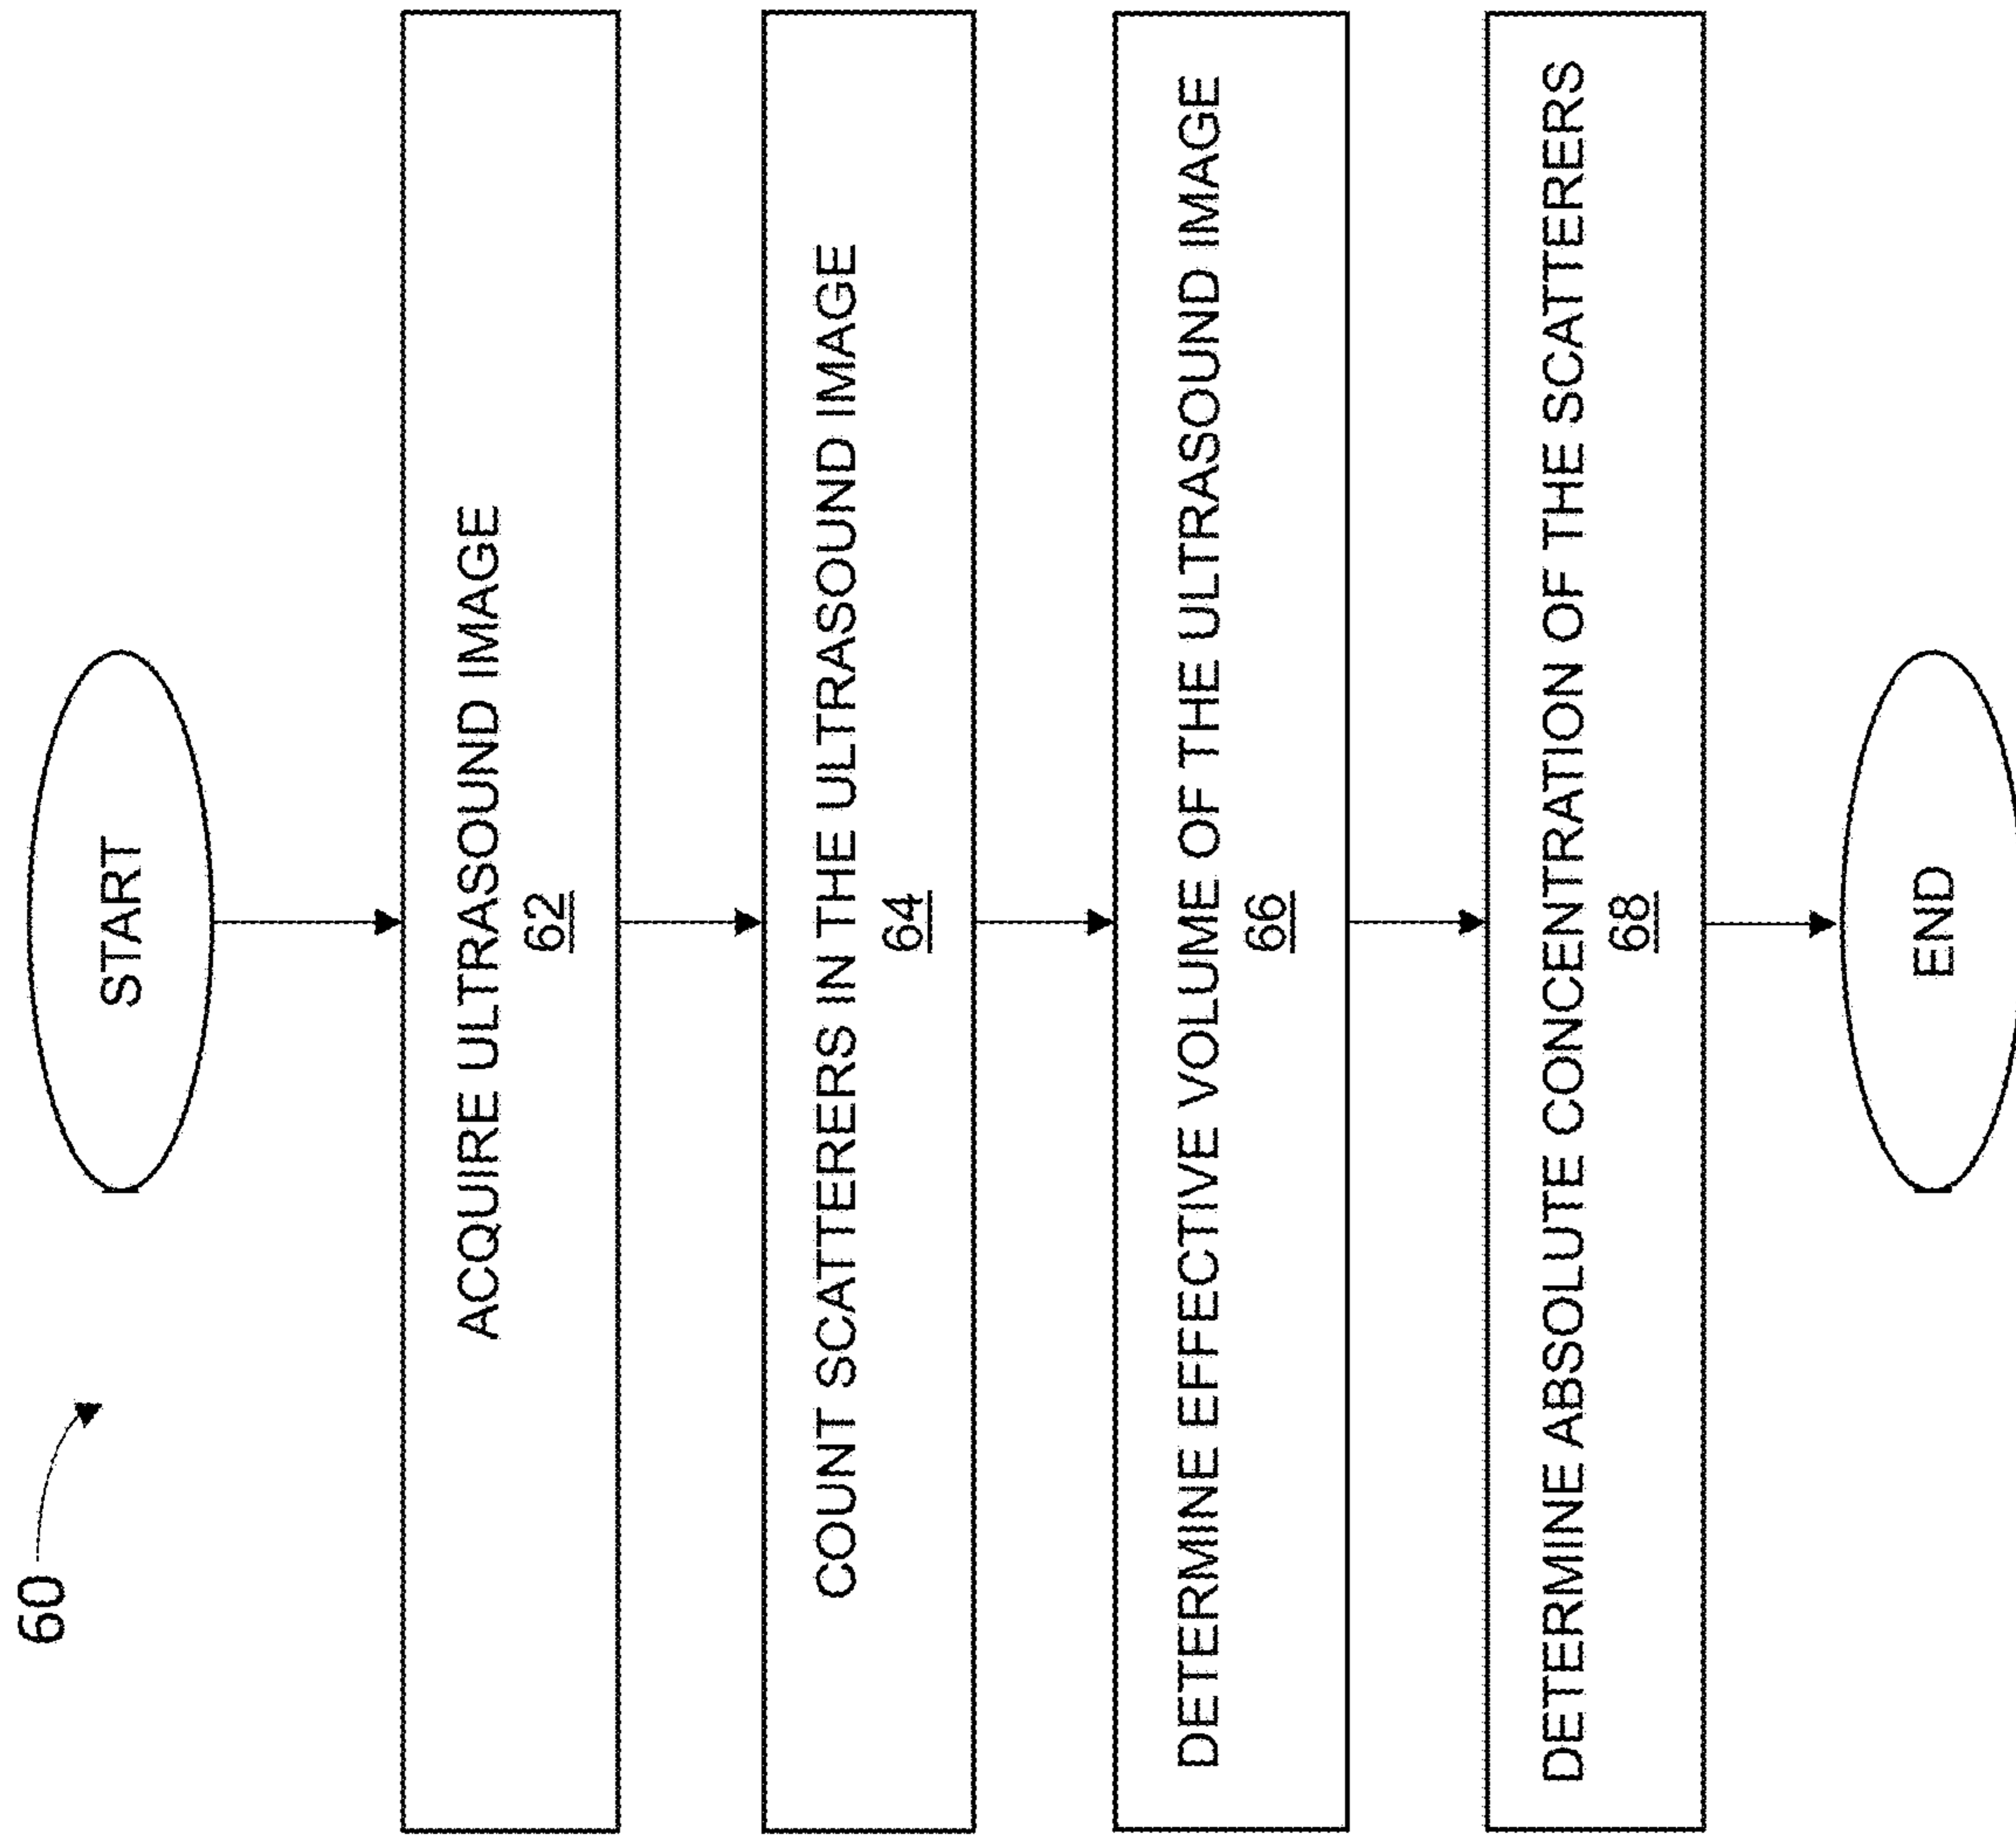 60
START
ACQUIRE ULTRASOUND IMAGE
62
COUNT SCATTERERS IN THE ULTRASOUND IMAGE
64
DETERMINE EFFECTIVE VOLUME OF THE ULTRASOUND IMAGE
66
DETERMINE ABSOLUTE CONCENTRATION OF THE SCATTERERS
68
END